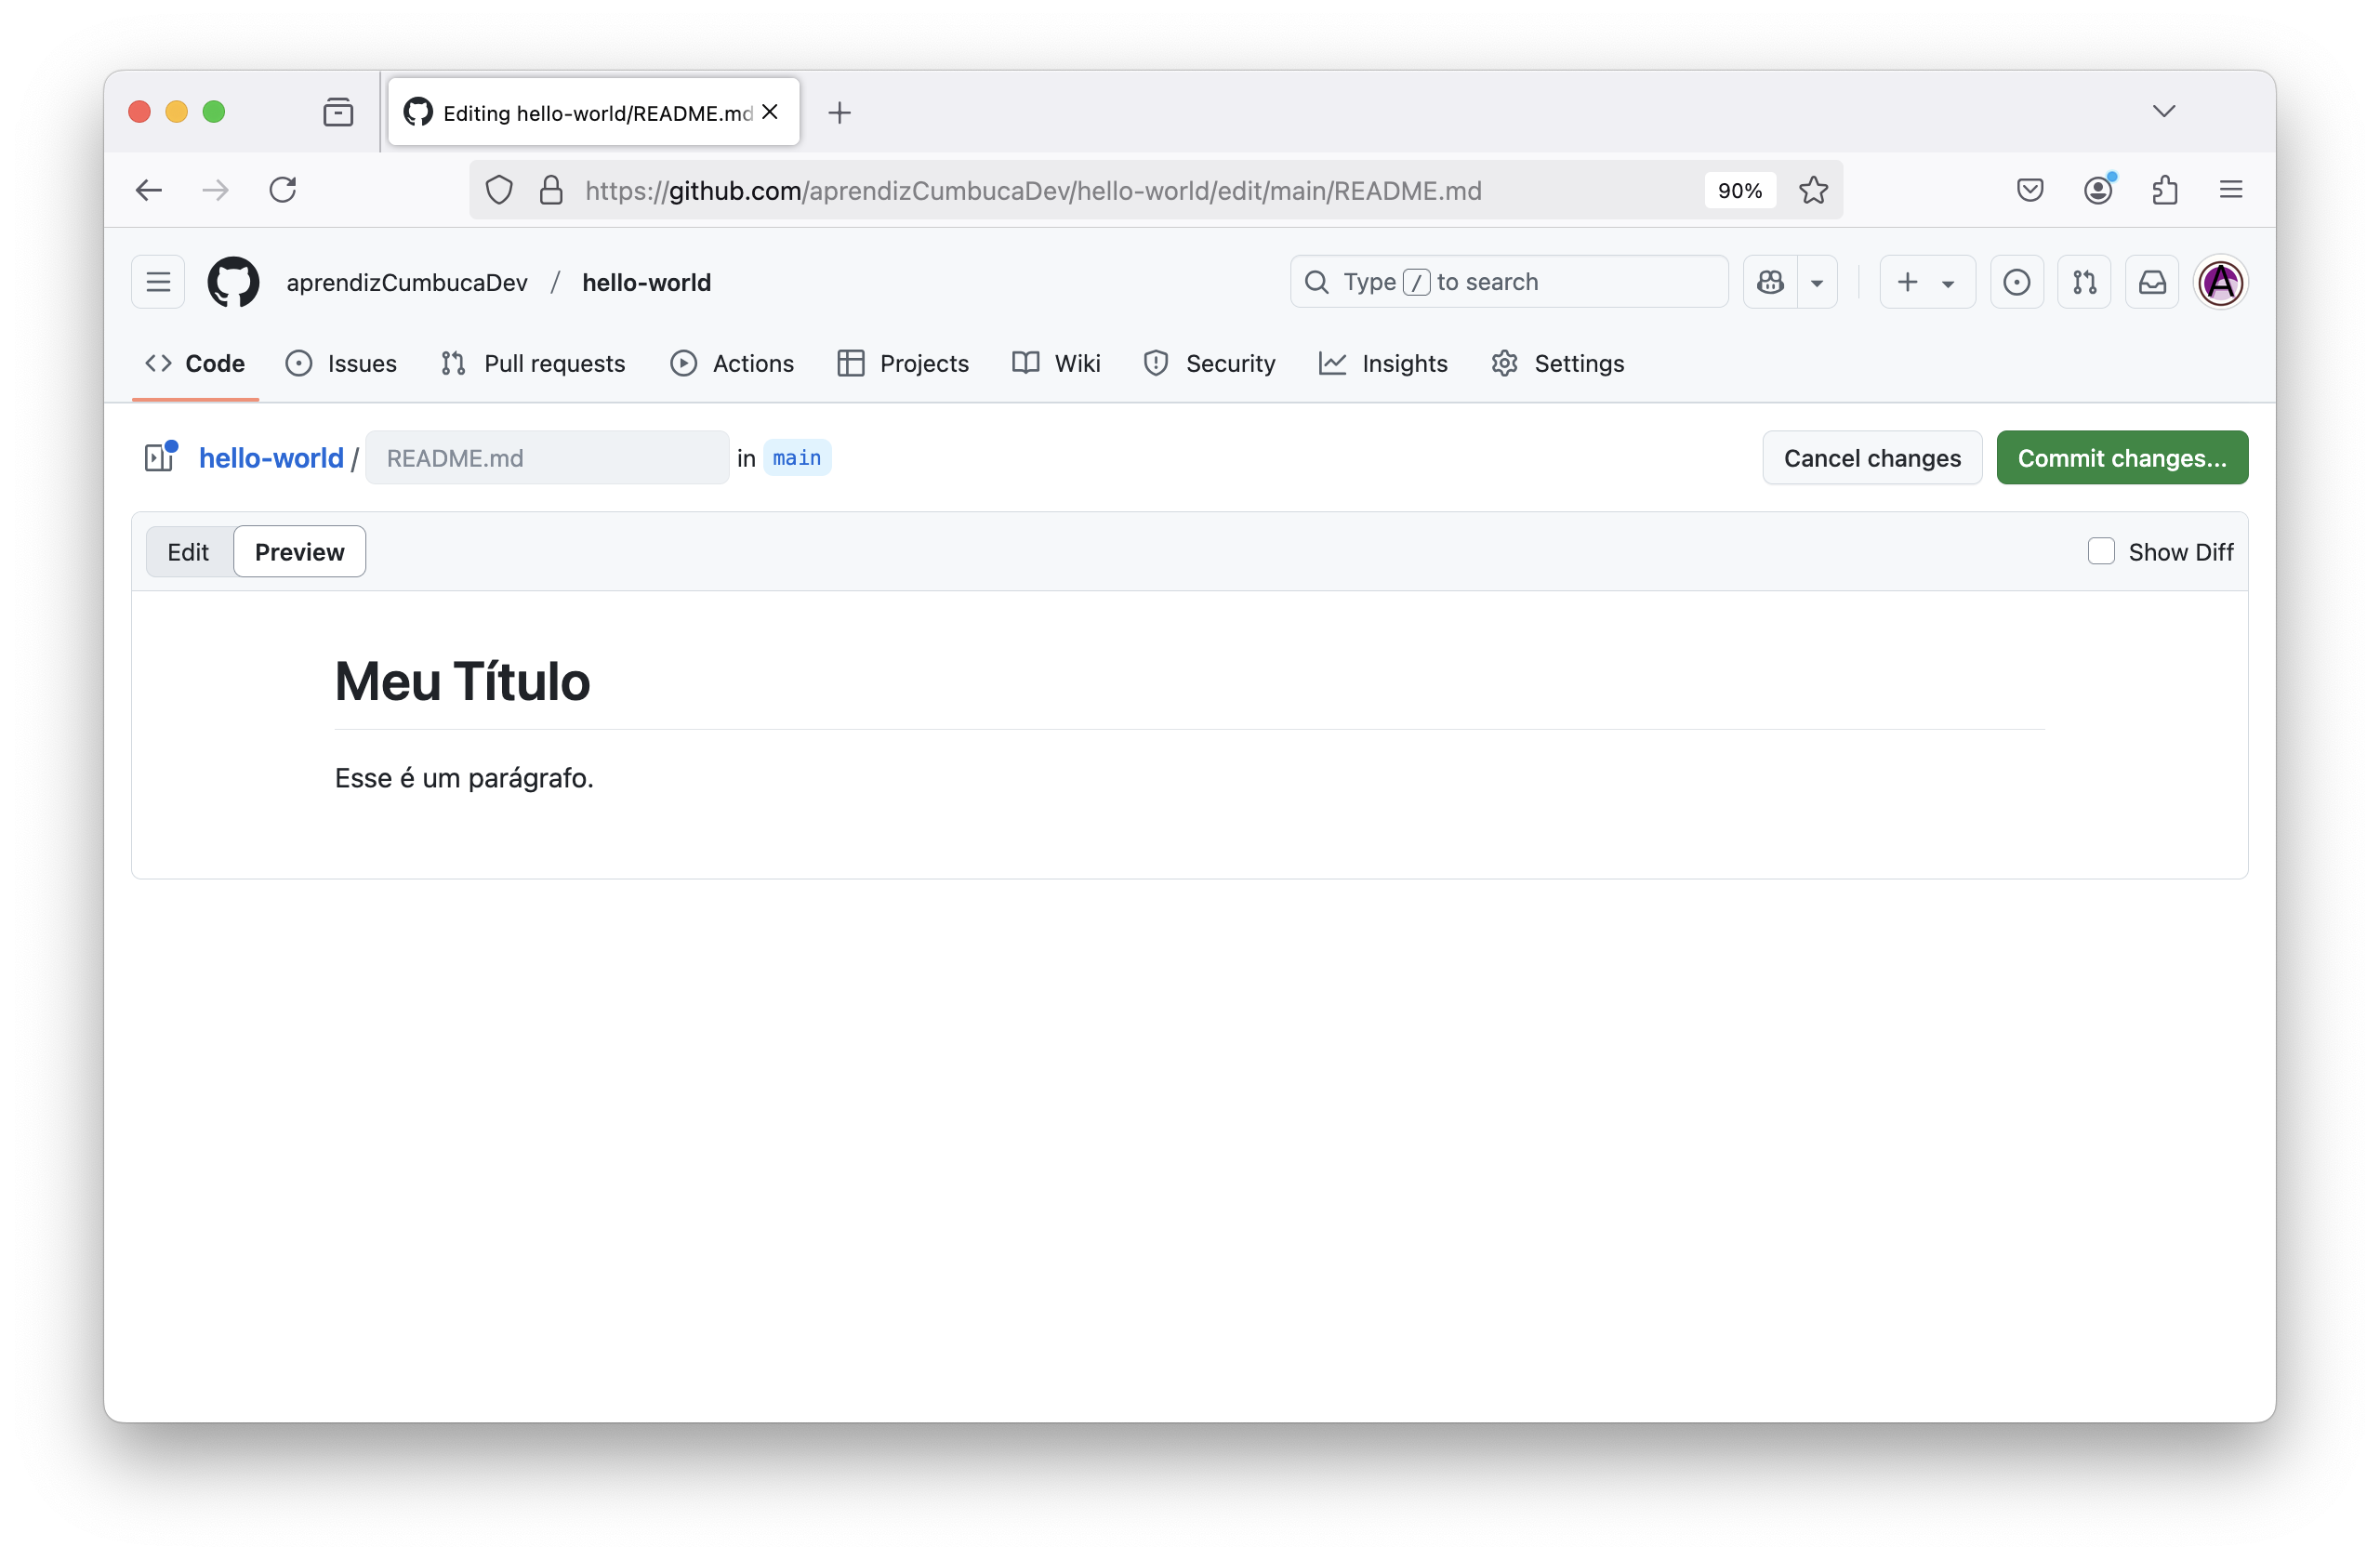 Editing hello-world/README.md
https://github.com/aprendizCumbucaDev/hello-world/edit/main/README.md 90%
aprendizCumbucaDev / hello-world Type / to search
Code Issues Pull requests Actions Projects Wiki Security Insights Settings
hello-world / README.md in main Cancel changes Commit changes...
Edit Preview Show Diff
Meu Título
Esse é um parágrafo.